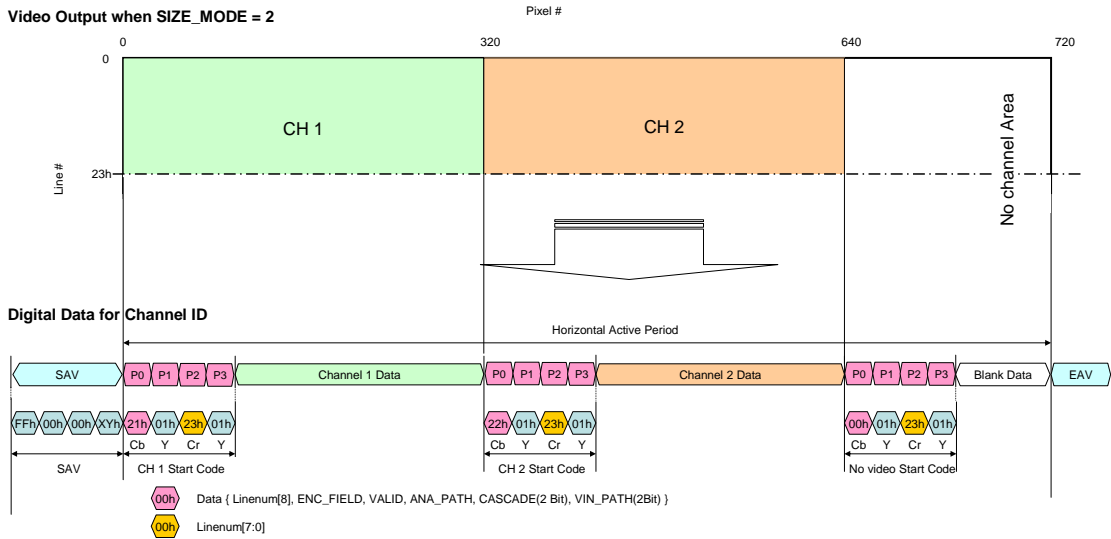 Video Output when SIZE_MODE = 2
Pixel #
0 320 640 720
0
CH 1
CH 2
No channel Area
Line #
23h
Digital Data for Channel ID
Horizontal Active Period
SAV P0 P1 P2 P3 Channel 1 Data P0 P1 P2 P3 Channel 2 Data P0 P1 P2 P3 Blank Data EAV
FFh 00h 00h XYh 21h 01h 23h 01h 22h 01h 23h 01h 00h 01h 23h 01h
Cb Y Cr Y Cb Y Cr Y Cb Y Cr Y
SAV CH 1 Start Code CH 2 Start Code No video Start Code
00h Data { Linenum[8], ENC_FIELD, VALID, ANA_PATH, CASCADE(2 Bit), VIN_PATH(2Bit) }
00h Linenum[7:0]